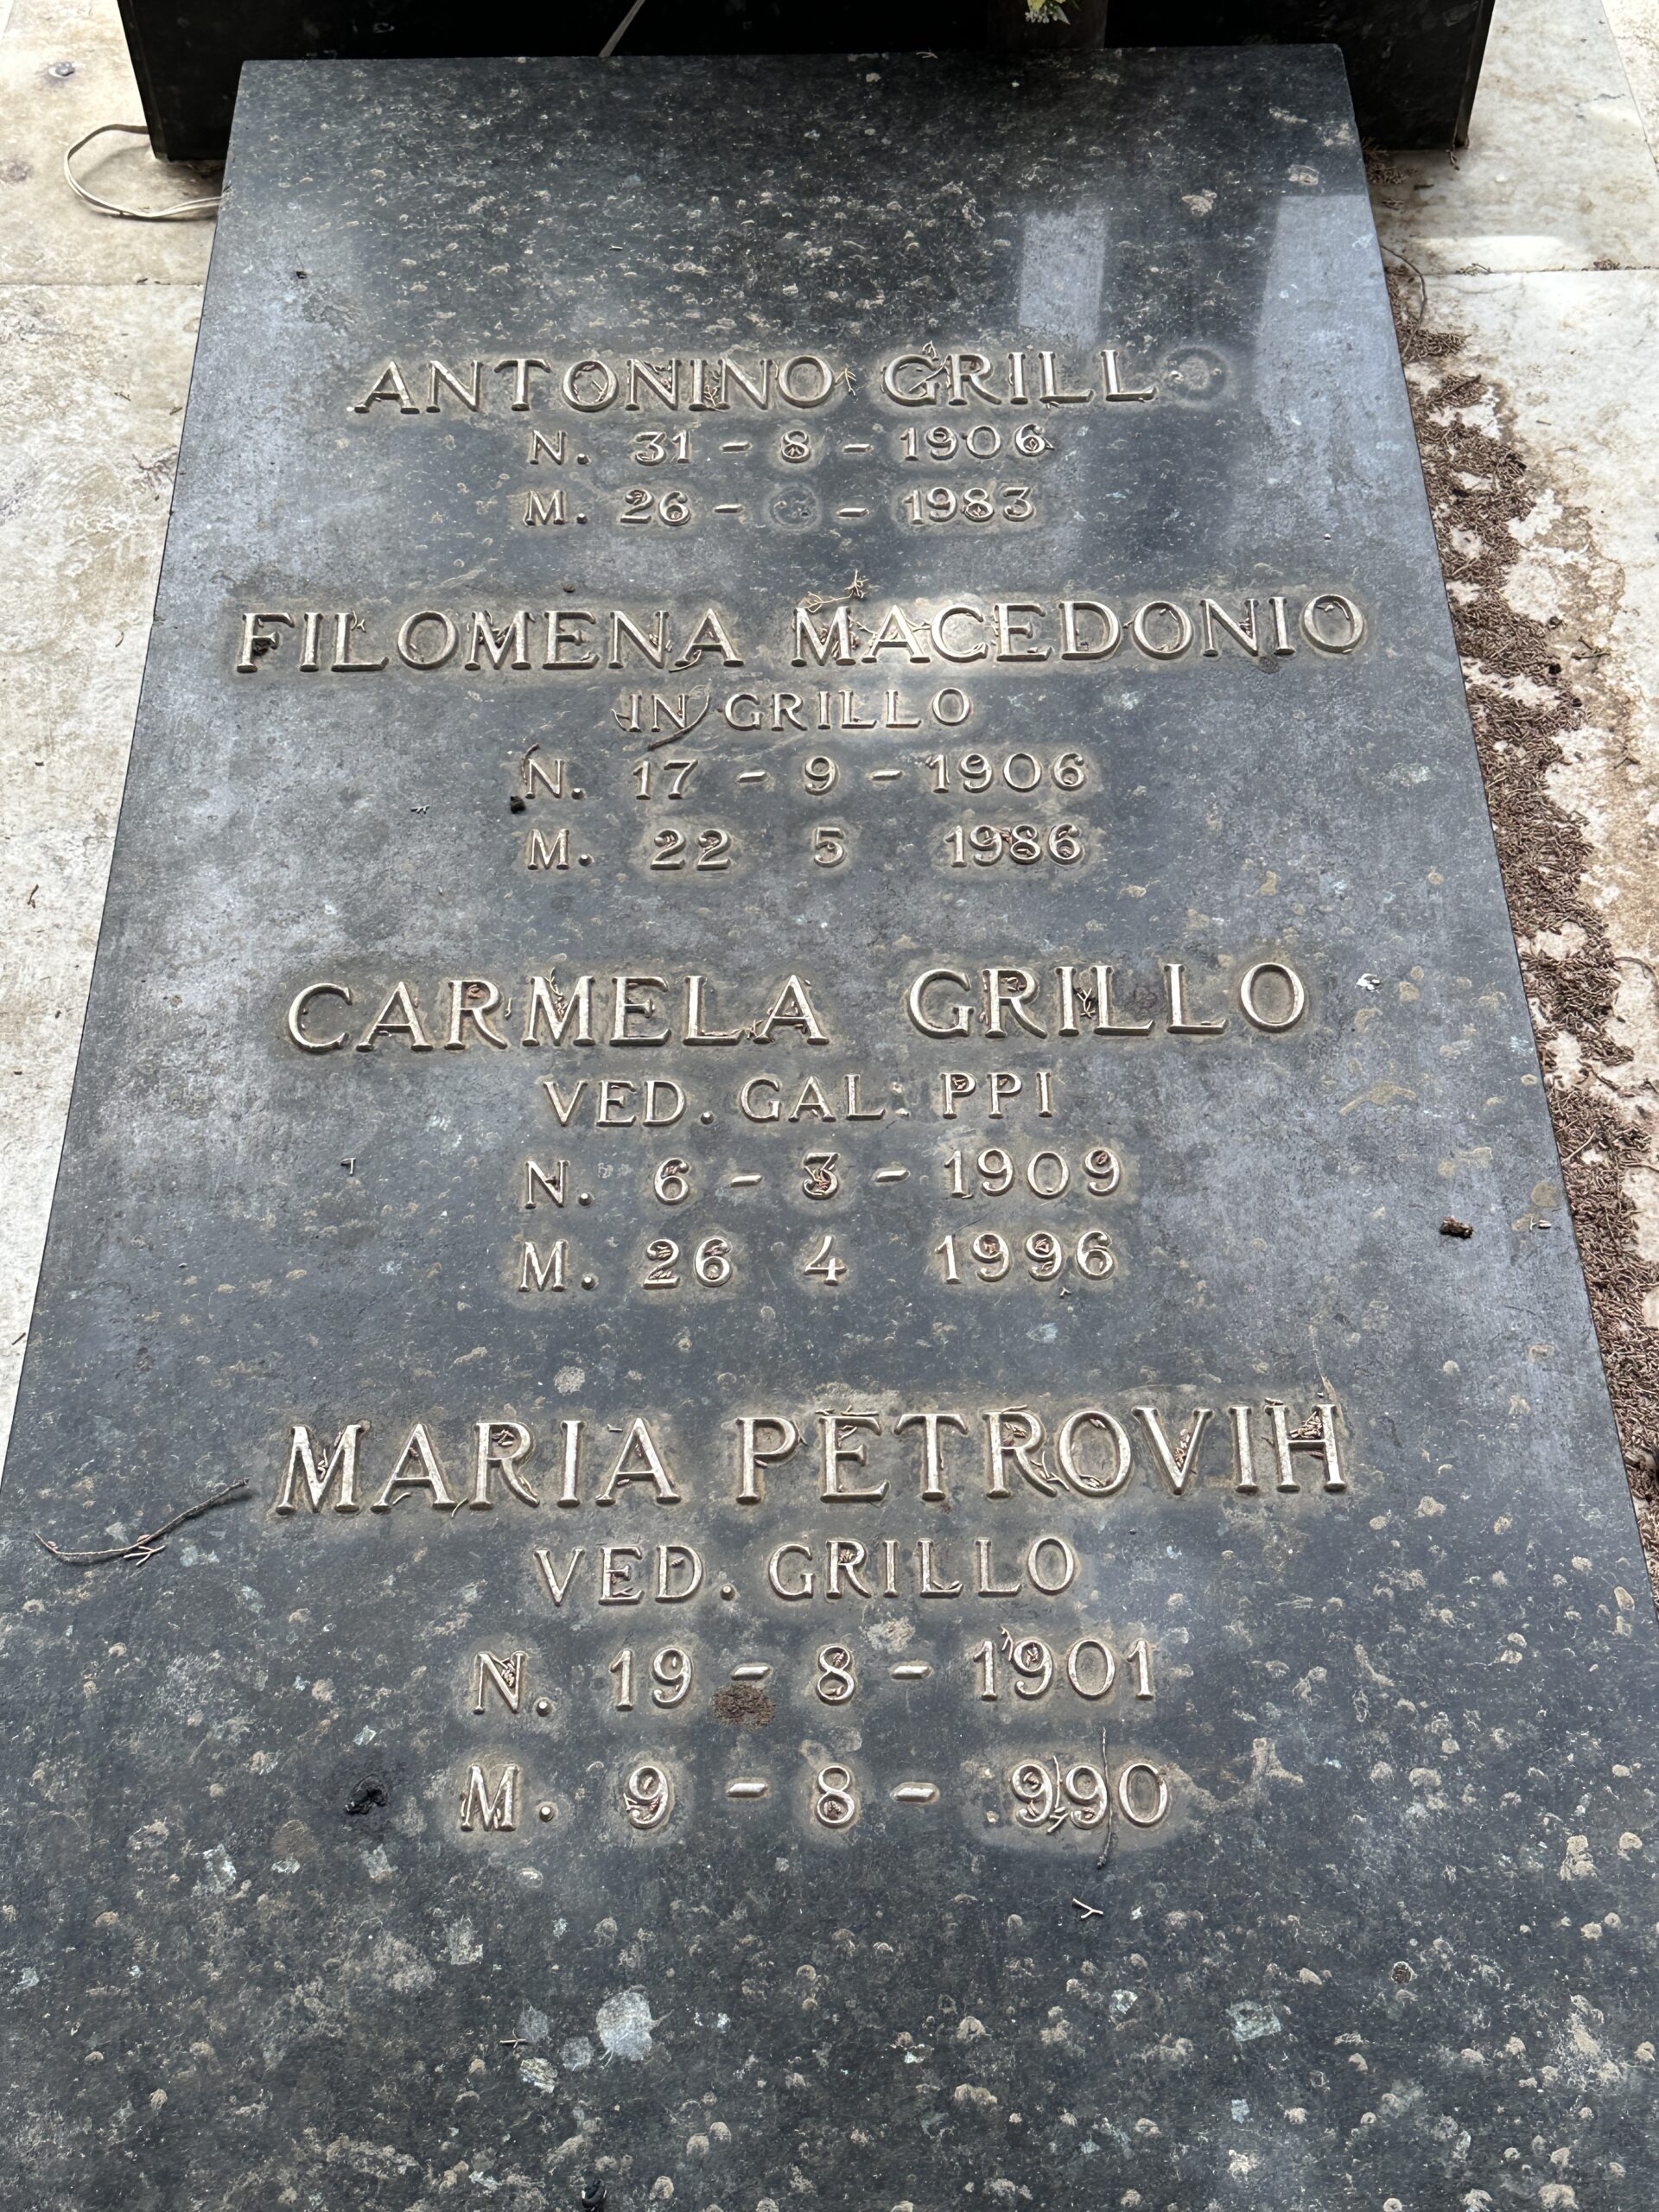 ANTONINO GRILL
N. 31 - 8 - 1906
M. 26 - - 1983
FILOMENA MACEDONIO
IN GRILLO
N. 17 - 9 - 1906
M. 22 5 1986
CARMELA GRILLO
VED. GAL: PPI
N. 6 - 3 - 1909
M. 26 4 1996
MARIA PETROVIH
VED. GRILLO
N. 19 - 8 - 1901
M. 9 - 8 - 990